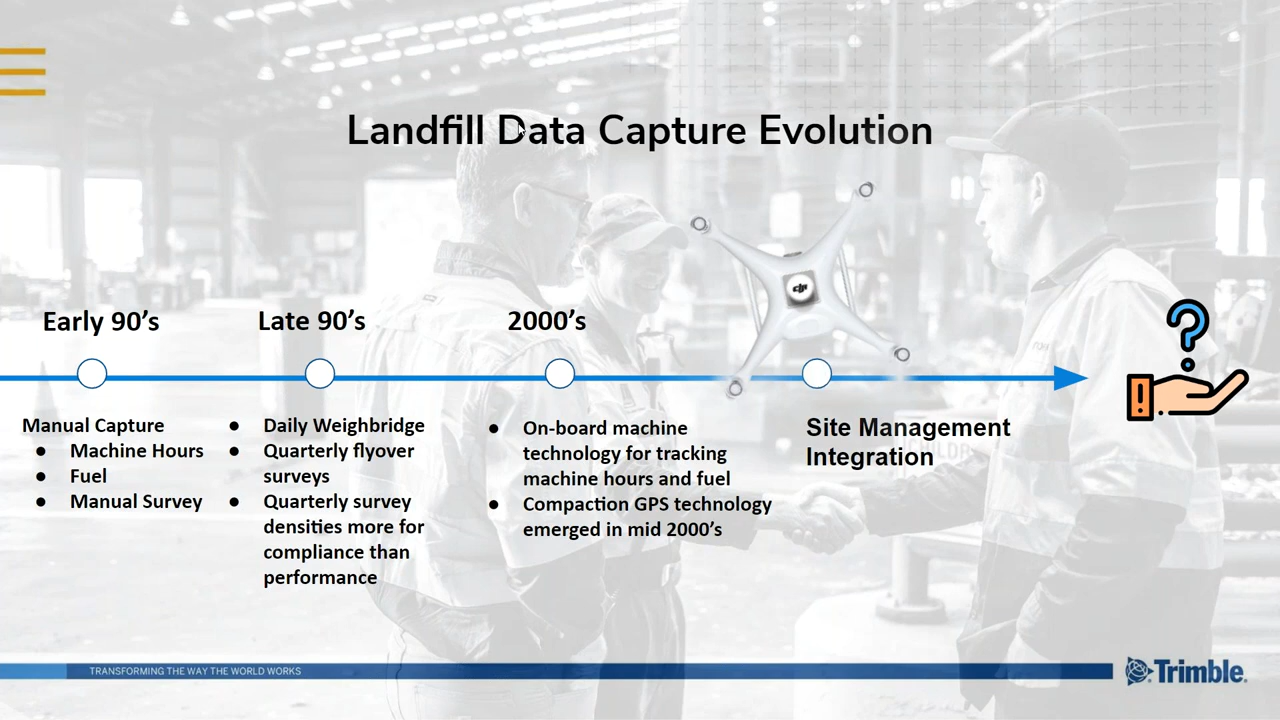 Landfill Data Capture Evolution
Early 90’s
Late 90’s
2000’s
Manual Capture
● Machine Hours
● Fuel
● Manual Survey
● Daily Weighbridge
● Quarterly flyover
surveys
● Quarterly survey
densities more for
compliance than
performance
● On-board machine
technology for tracking
machine hours and fuel
● Compaction GPS technology
emerged in mid 2000’s
Site Management
Integration
dji
?
TRANSFORMING THE WAY THE WORLD WORKS
Trimble.